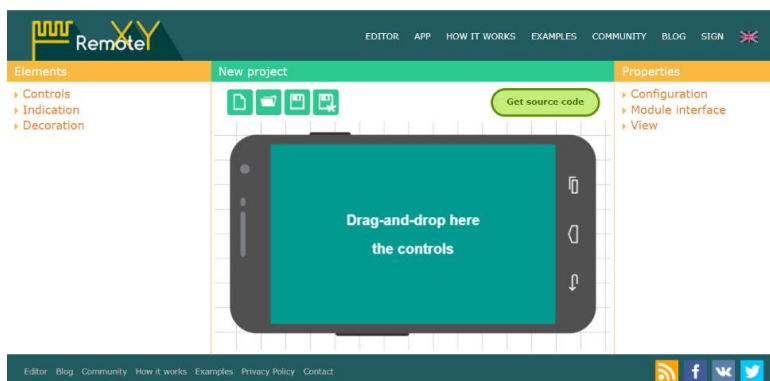 RemoteXY
EDITOR APP HOW IT WORKS EXAMPLES COMMUNITY BLOG SIGN
Elements
New project
Properties
Controls
Indication
Decoration
Get source code
Configuration
Module interface
View
Drag-and-drop here
the controls
Editor Blog Community How it works Examples Privacy Policy Contact